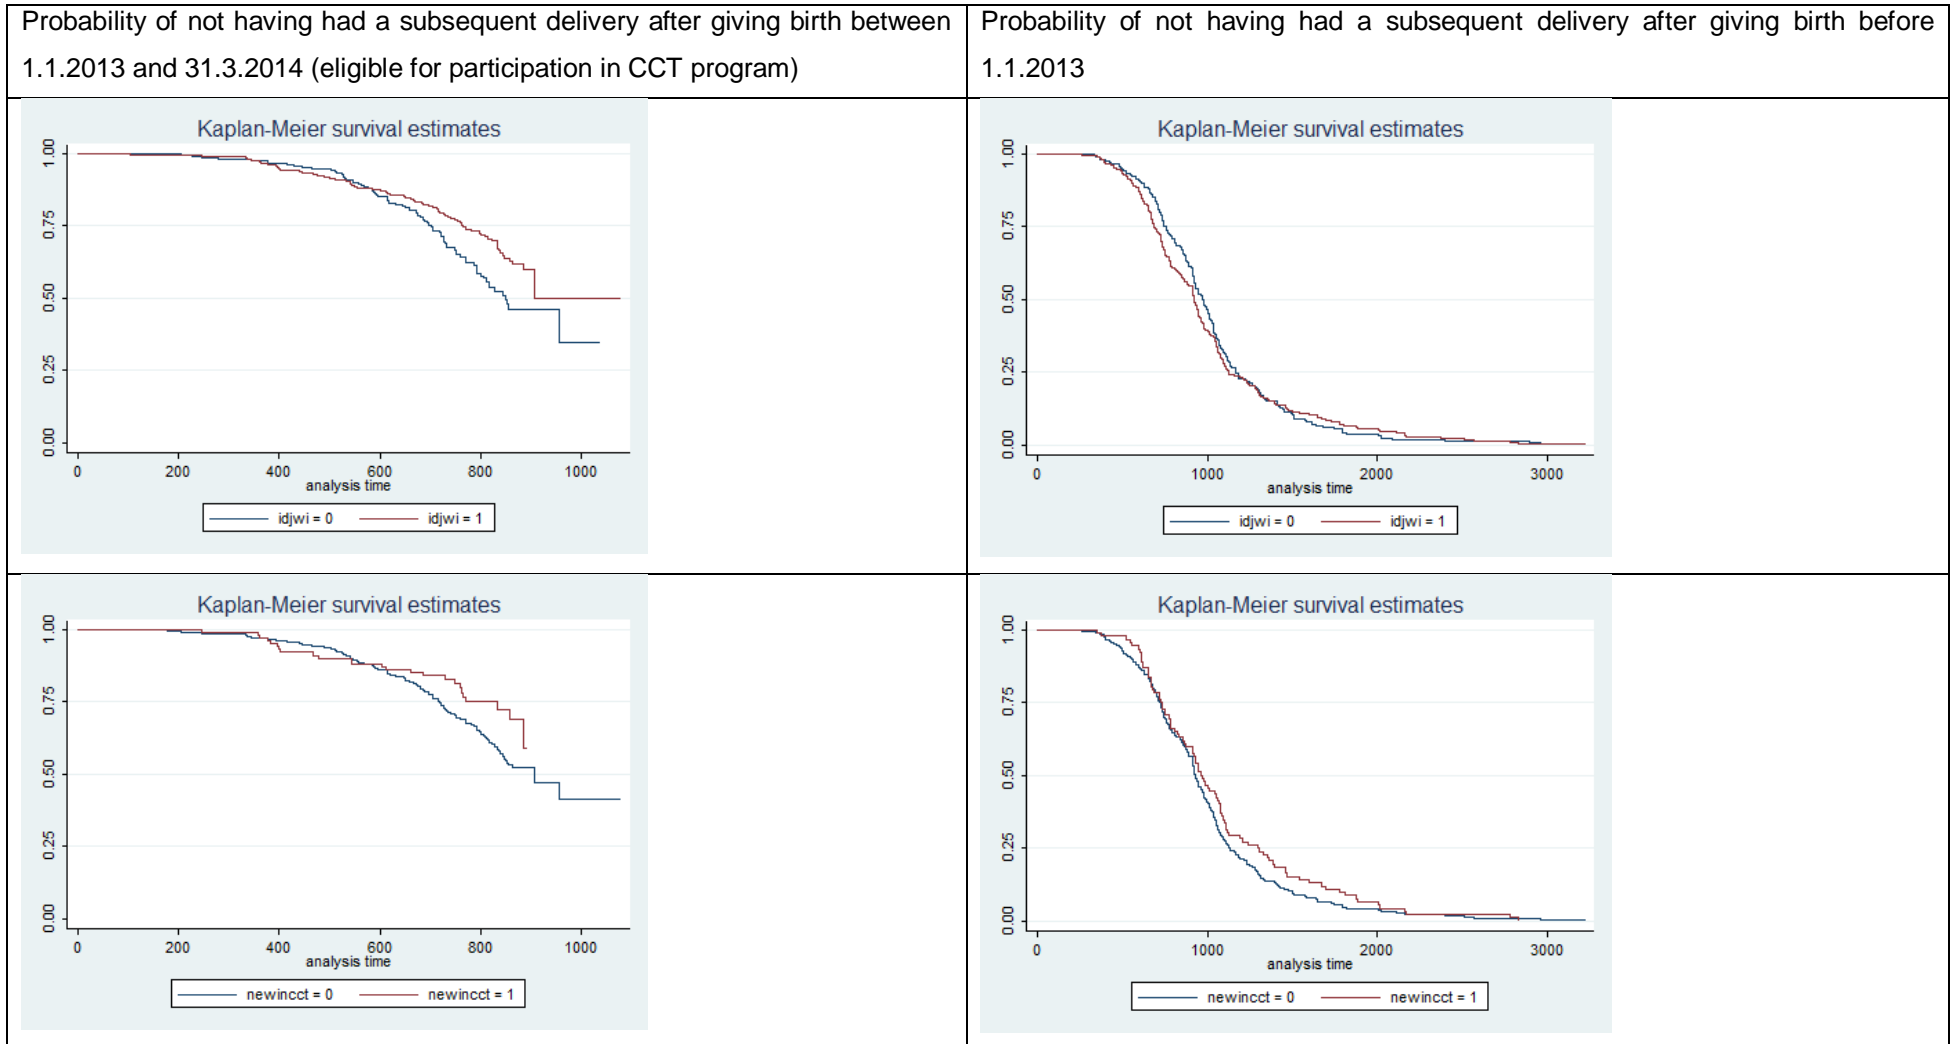 Probability of not having had a subsequent delivery after giving birth between
1.1.2013 and 31.3.2014 (eligible for participation in CCT program)
Probability of not having had a subsequent delivery after giving birth before
1.1.2013
Kaplan-Meier survival estimates
1.00
0.75
0.50
0.25
0.00
0 200 400 600 800 1000
analysis time
idjwi = 0 idjwi = 1
Kaplan-Meier survival estimates
1.00
0.75
0.50
0.25
0.00
0 1000 2000 3000
analysis time
idjwi = 0 idjwi = 1
Kaplan-Meier survival estimates
1.00
0.75
0.50
0.25
0.00
0 200 400 600 800 1000
analysis time
newincct = 0 newincct = 1
Kaplan-Meier survival estimates
1.00
0.75
0.50
0.25
0.00
0 1000 2000 3000
analysis time
newincct = 0 newincct = 1